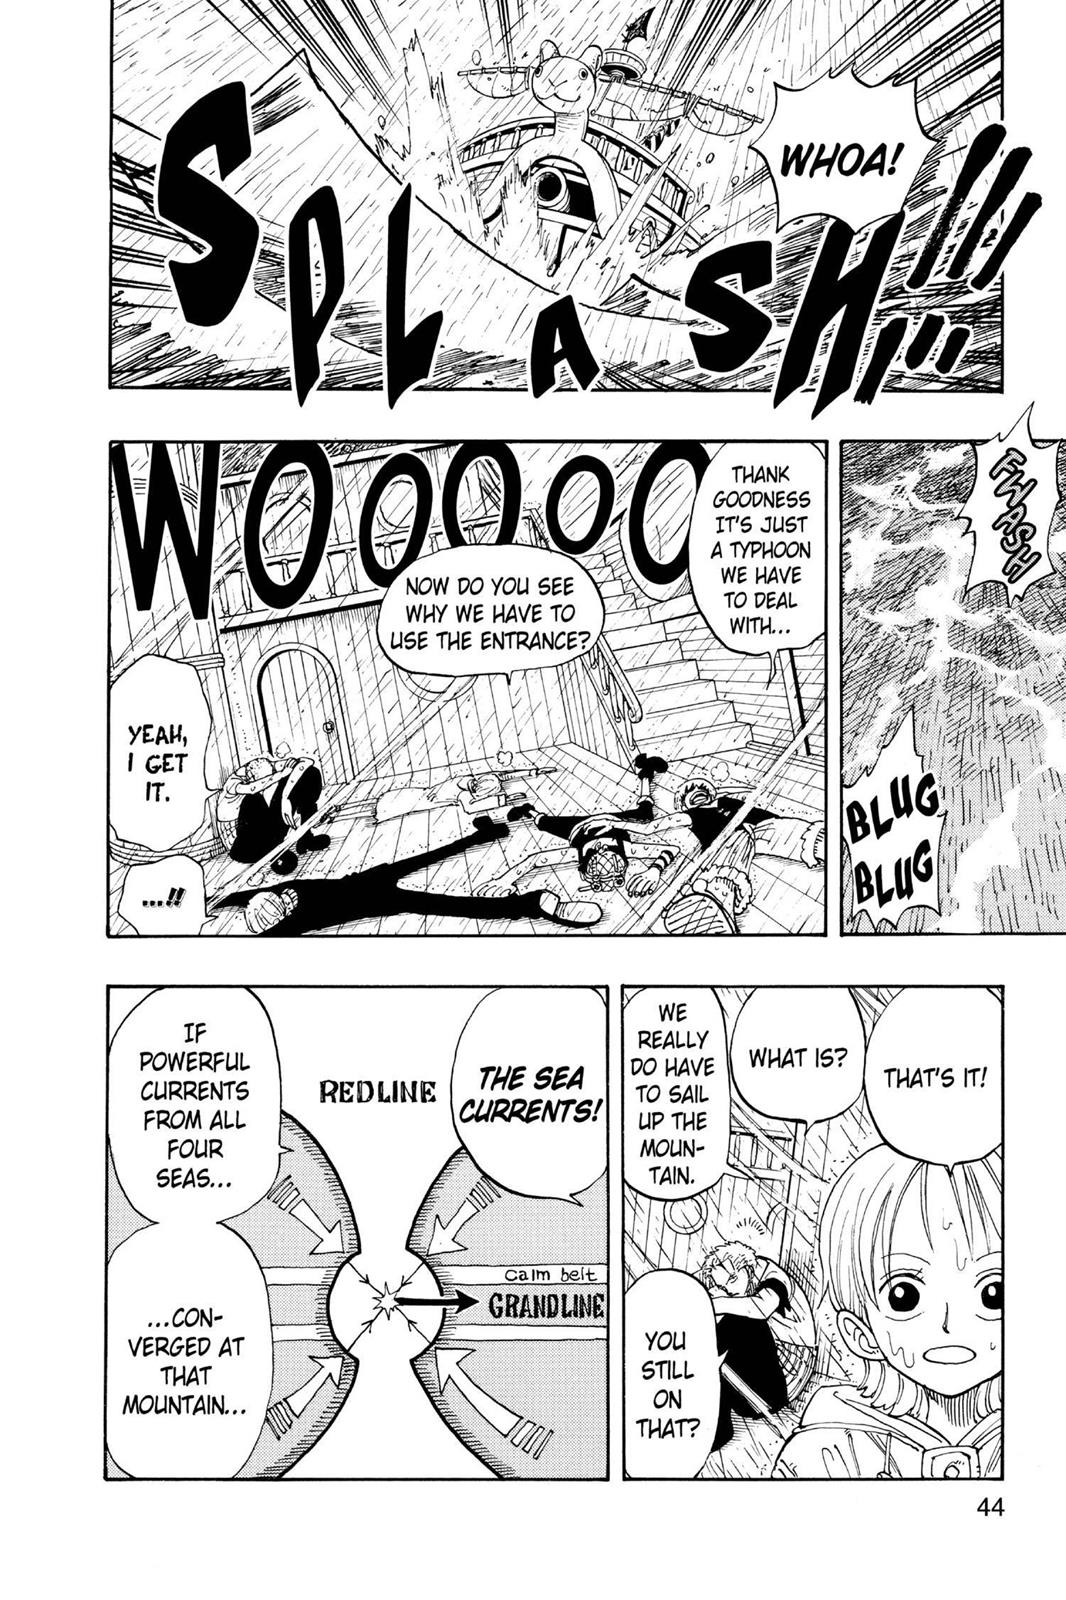 WHOA!
SPLASH!!!!!!
FWASH
BLUG
BLUG
THANK
GOODNESS
IT'S JUST
A TYPHOON
WE HAVE
TO DEAL
WITH...
WOOOOO
NOW DO YOU SEE
WHY WE HAVE TO
USE THE ENTRANCE?
YEAH,
I GET
IT.
...!!
THAT'S IT!
WHAT IS?
WE
REALLY
DO HAVE
TO SAIL
UP THE
MOUN-
TAIN.
YOU
STILL
ON
THAT?
THE SEA
CURRENTS!
REDLINE
calm belt
GRANDLINE
IF
POWERFUL
CURRENTS
FROM ALL
FOUR
SEAS...
...CON-
VERGED AT
THAT
MOUNTAIN...
44